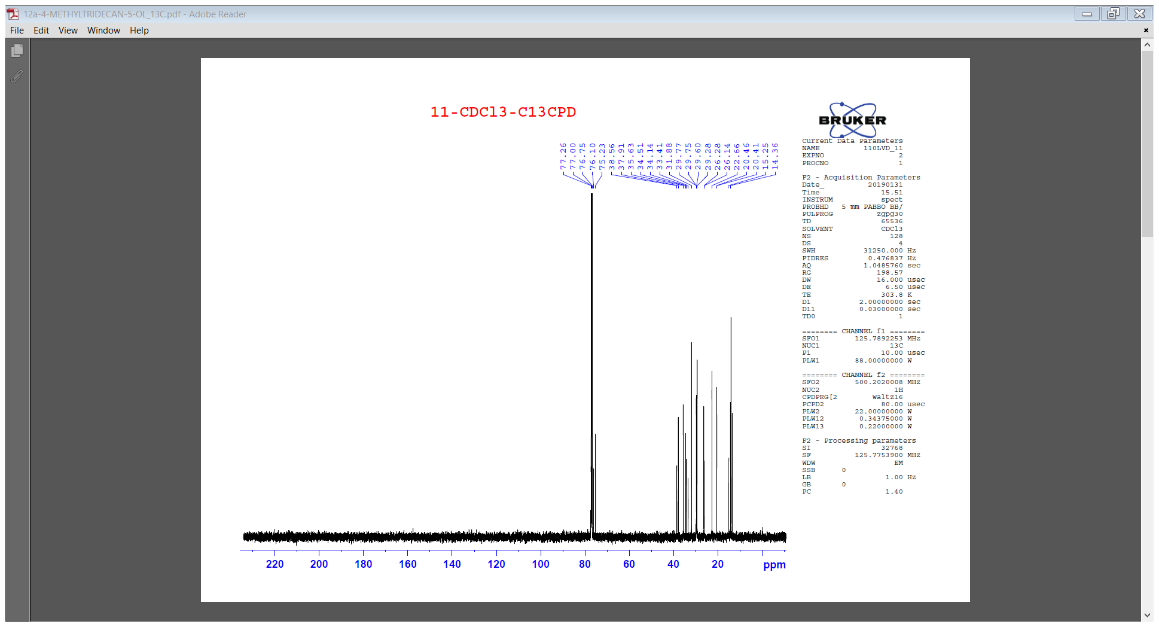 12a-4-METHYLTRIDECAN-5-OL_13C.pdf - Adobe Reader
File Edit View Window Help
11-CDCl3-C13CPD
BRUKER
77.26
77.00
76.75
76.10
75.23
38.56
37.91
35.63
34.51
34.14
33.41
31.88
29.77
29.75
29.60
29.28
26.28
26.14
22.66
20.46
20.41
15.25
14.36
Current Data Parameters
NAME 110LVD_11
EXPNO 2
PROCNO 1
F2 - Acquisition Parameters
Date_ 20190131
Time 15.51
INSTRUM spect
PROBHD 5 mm PABBO BB/
PULPROG zgpg30
TD 65536
SOLVENT CDCl3
NS 128
DS 4
SWH 31250.000 Hz
FIDRES 0.476837 Hz
AQ 1.0485760 sec
RG 198.57
DW 16.000 usec
DE 6.50 usec
TE 303.8 K
D1 2.00000000 sec
D11 0.03000000 sec
TD0 1
======== CHANNEL f1 ========
SFO1 125.7892253 MHz
NUC1 13C
P1 10.00 usec
PLW1 88.00000000 W
======== CHANNEL f2 ========
SFO2 500.2020008 MHz
NUC2 1H
CPDPRG[2 waltz16
PCPD2 80.00 usec
PLW2 22.00000000 W
PLW12 0.34375000 W
PLW13 0.22000000 W
F2 - Processing parameters
SI 32768
SF 125.7753900 MHz
WDW EM
SSB 0
LB 1.00 Hz
GB 0
PC 1.40
220 200 180 160 140 120 100 80 60 40 20 ppm